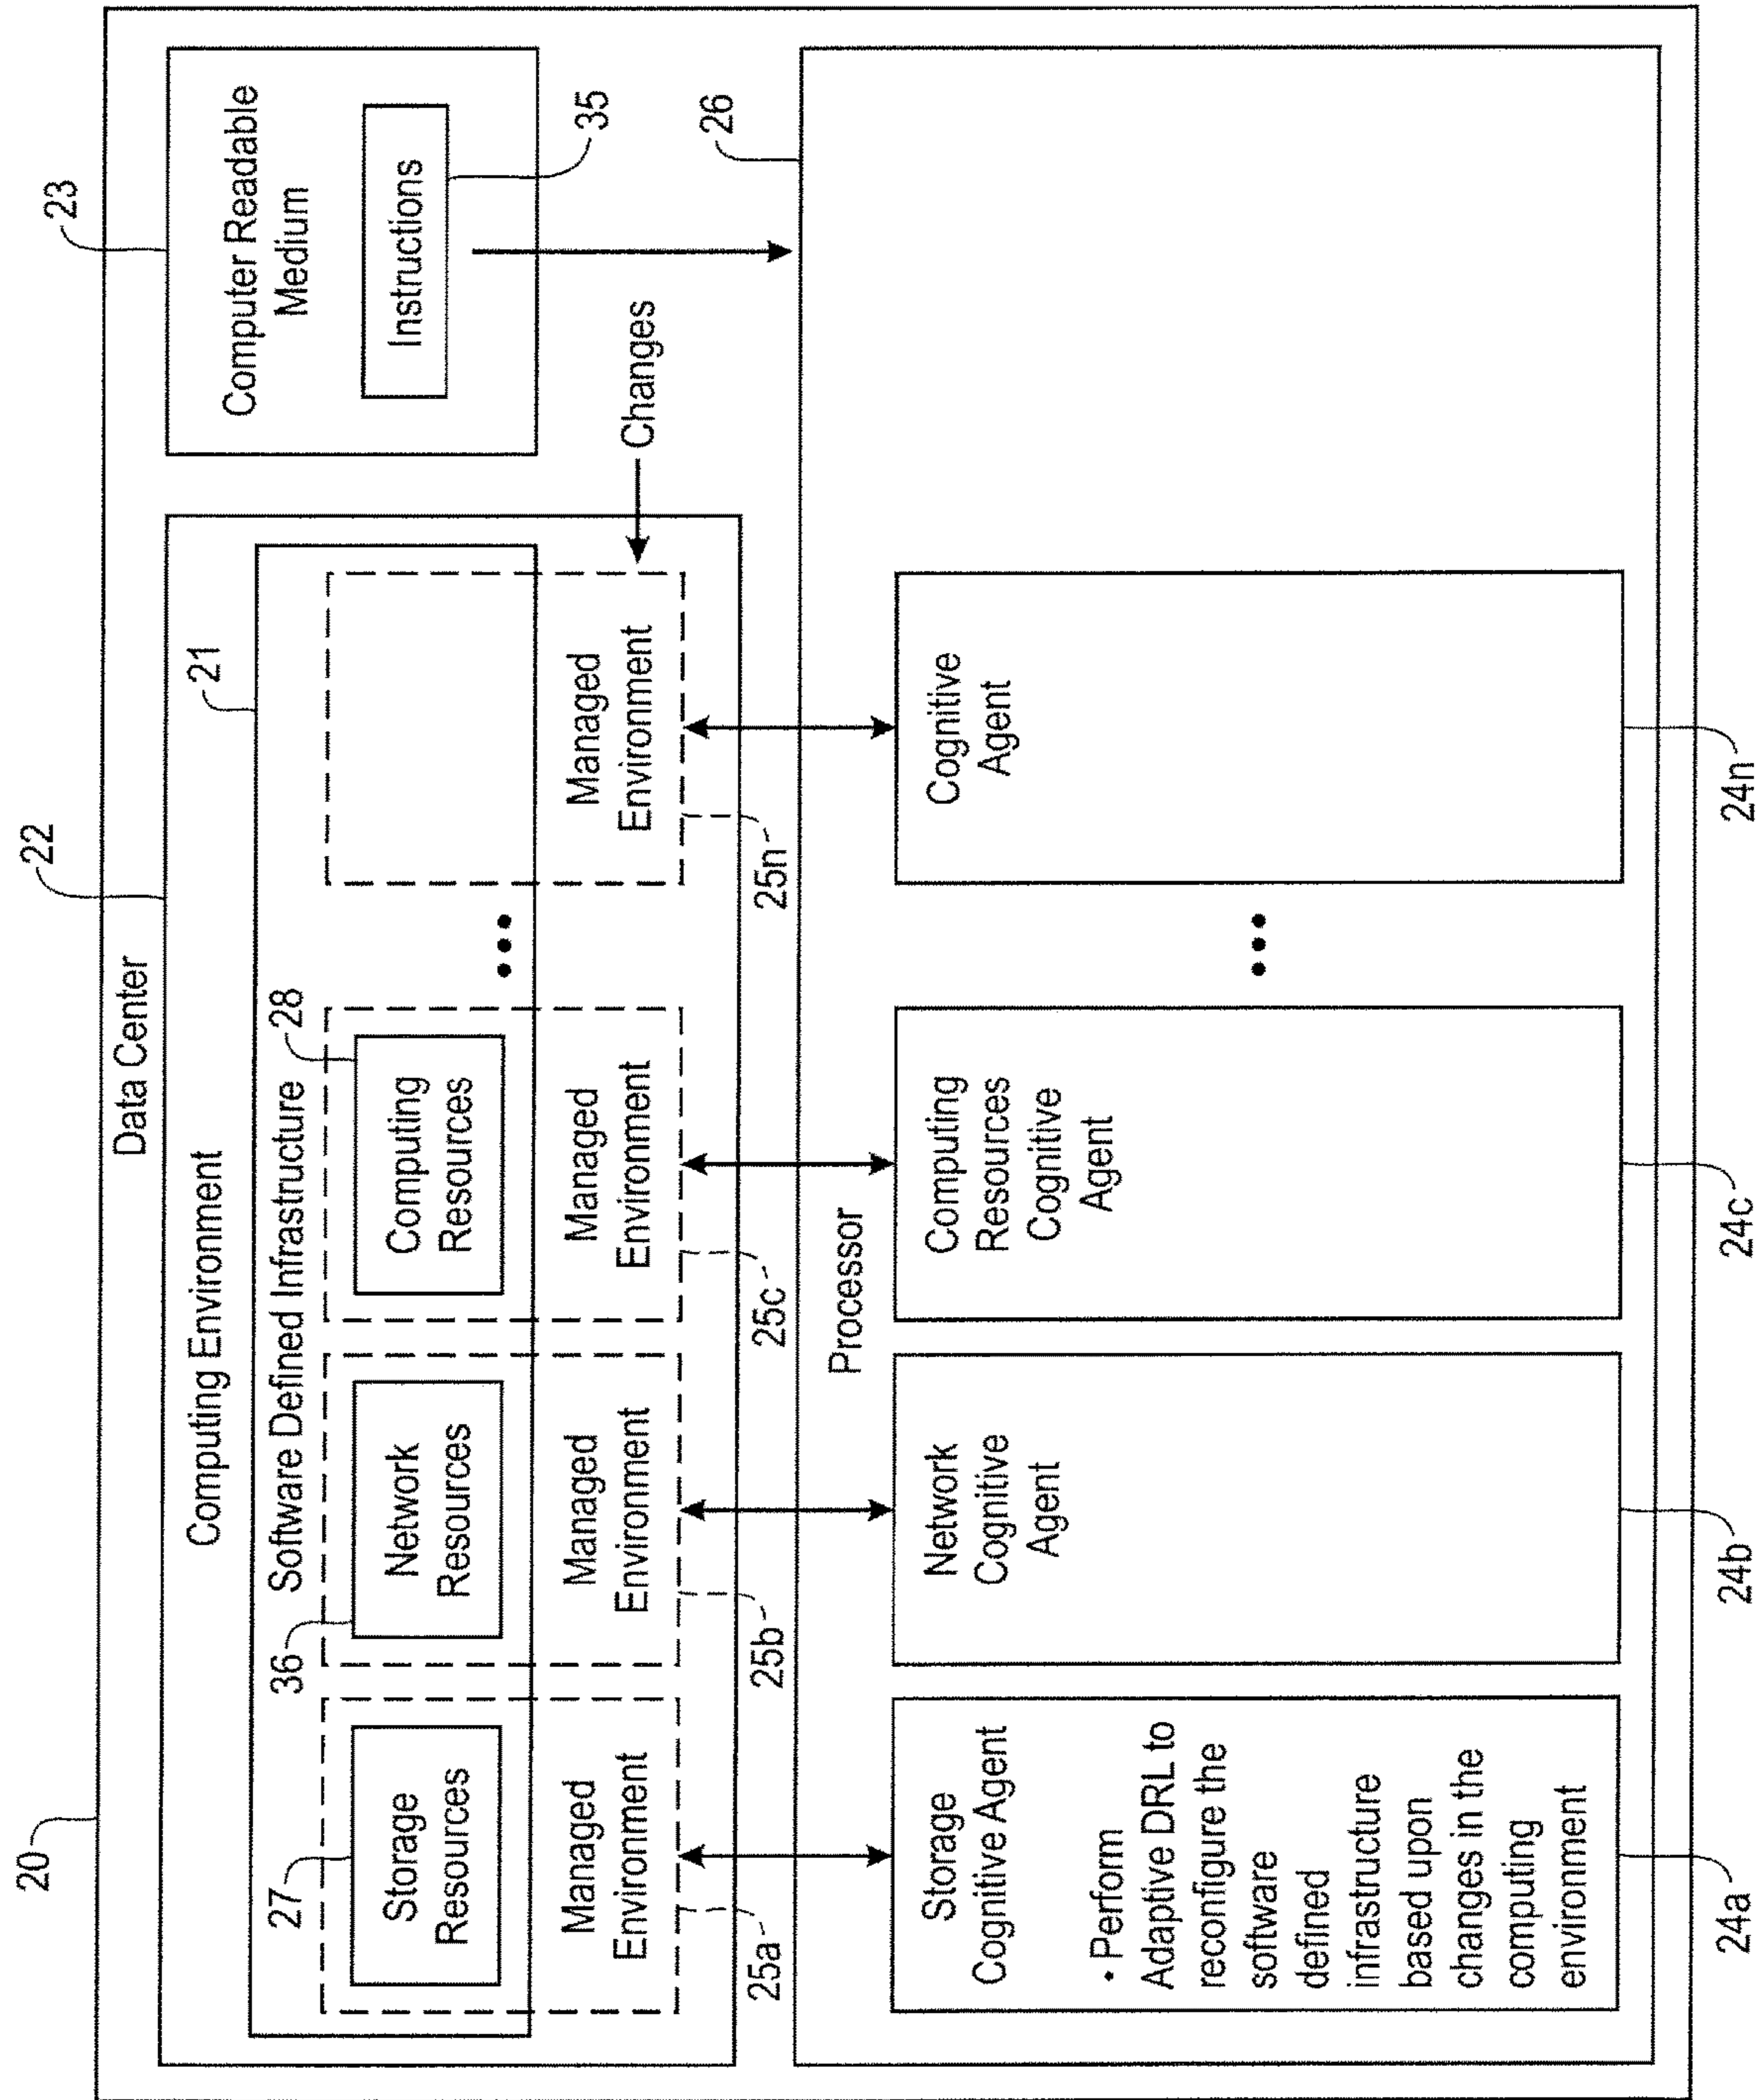 20
22
23
Data Center
Computing Environment
21
Computer Readable
Medium
Software Defined Infrastructure
27
36
28
Instructions
35
Storage
Resources
Network
Resources
Computing
Resources
•••
Managed
Environment
Managed
Environment
Managed
Environment
Managed
Environment
Changes
25a
25b
25c
25n
26
Processor
Storage
Cognitive Agent
• Perform
Adaptive DRL to
reconfigure the
software
defined
infrastructure
based upon
changes in the
computing
environment
Network
Cognitive
Agent
Computing
Resources
Cognitive
Agent
•••
Cognitive
Agent
24a
24b
24c
24n